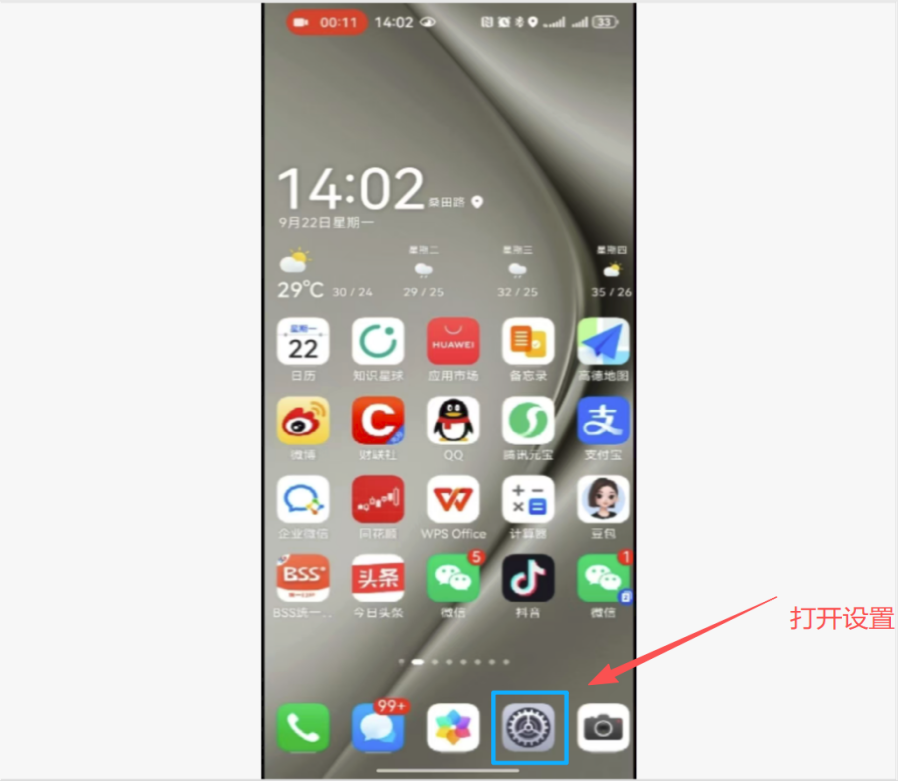 00:11 14:02 33
14:02 桑田路
9月22日星期一
星期二 星期三 星期四
29℃ 30 / 24 29 / 25 32 / 25 35 / 26
星期一
22 HUAWEI
日历 知识星球 应用市场 备忘录 高德地图
C 支
微博 财联社 QQ 腾讯元宝 支付宝
企业微信 同花顺 WPS Office 计算器 豆包
BSS 头条 5 1
BSS统一... 今日头条 微信 抖音 微信
打开设置
99+